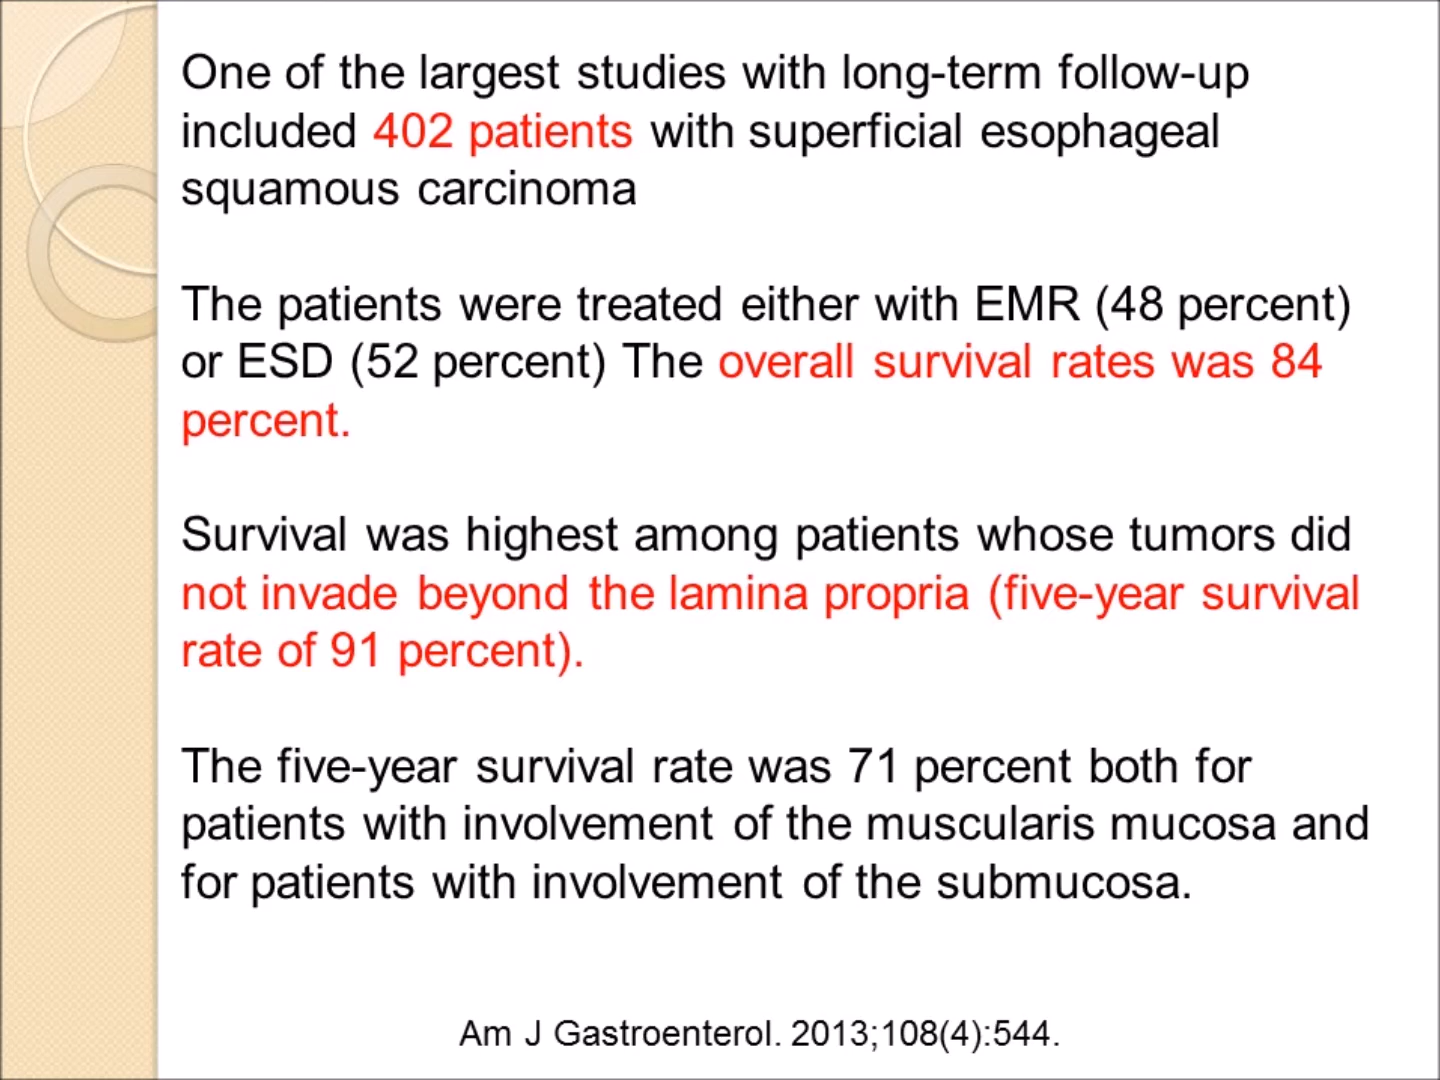 One of the largest studies with long-term follow-up
included 402 patients with superficial esophageal
squamous carcinoma
The patients were treated either with EMR (48 percent)
or ESD (52 percent) The overall survival rates was 84
percent.
Survival was highest among patients whose tumors did
not invade beyond the lamina propria (five-year survival
rate of 91 percent).
The five-year survival rate was 71 percent both for
patients with involvement of the muscularis mucosa and
for patients with involvement of the submucosa.
Am J Gastroenterol. 2013;108(4):544.